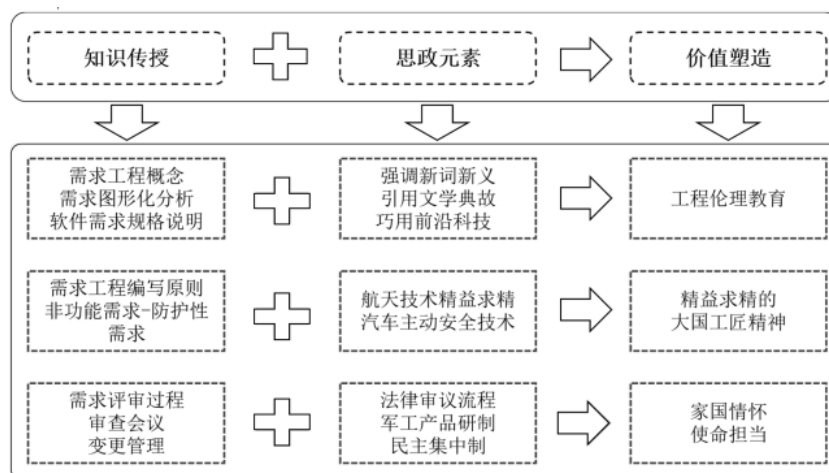 知识传授
思政元素
价值塑造
需求工程概念
需求图形化分析
软件需求规格说明
强调新词新义
引用文学典故
巧用前沿科技
工程伦理教育
需求工程编写原则
非功能需求-防护性
需求
航天技术精益求精
汽车主动安全技术
精益求精的
大国工匠精神
需求评审过程
审查会议
变更管理
法律审议流程
军工产品研制
民主集中制
家国情怀
使命担当